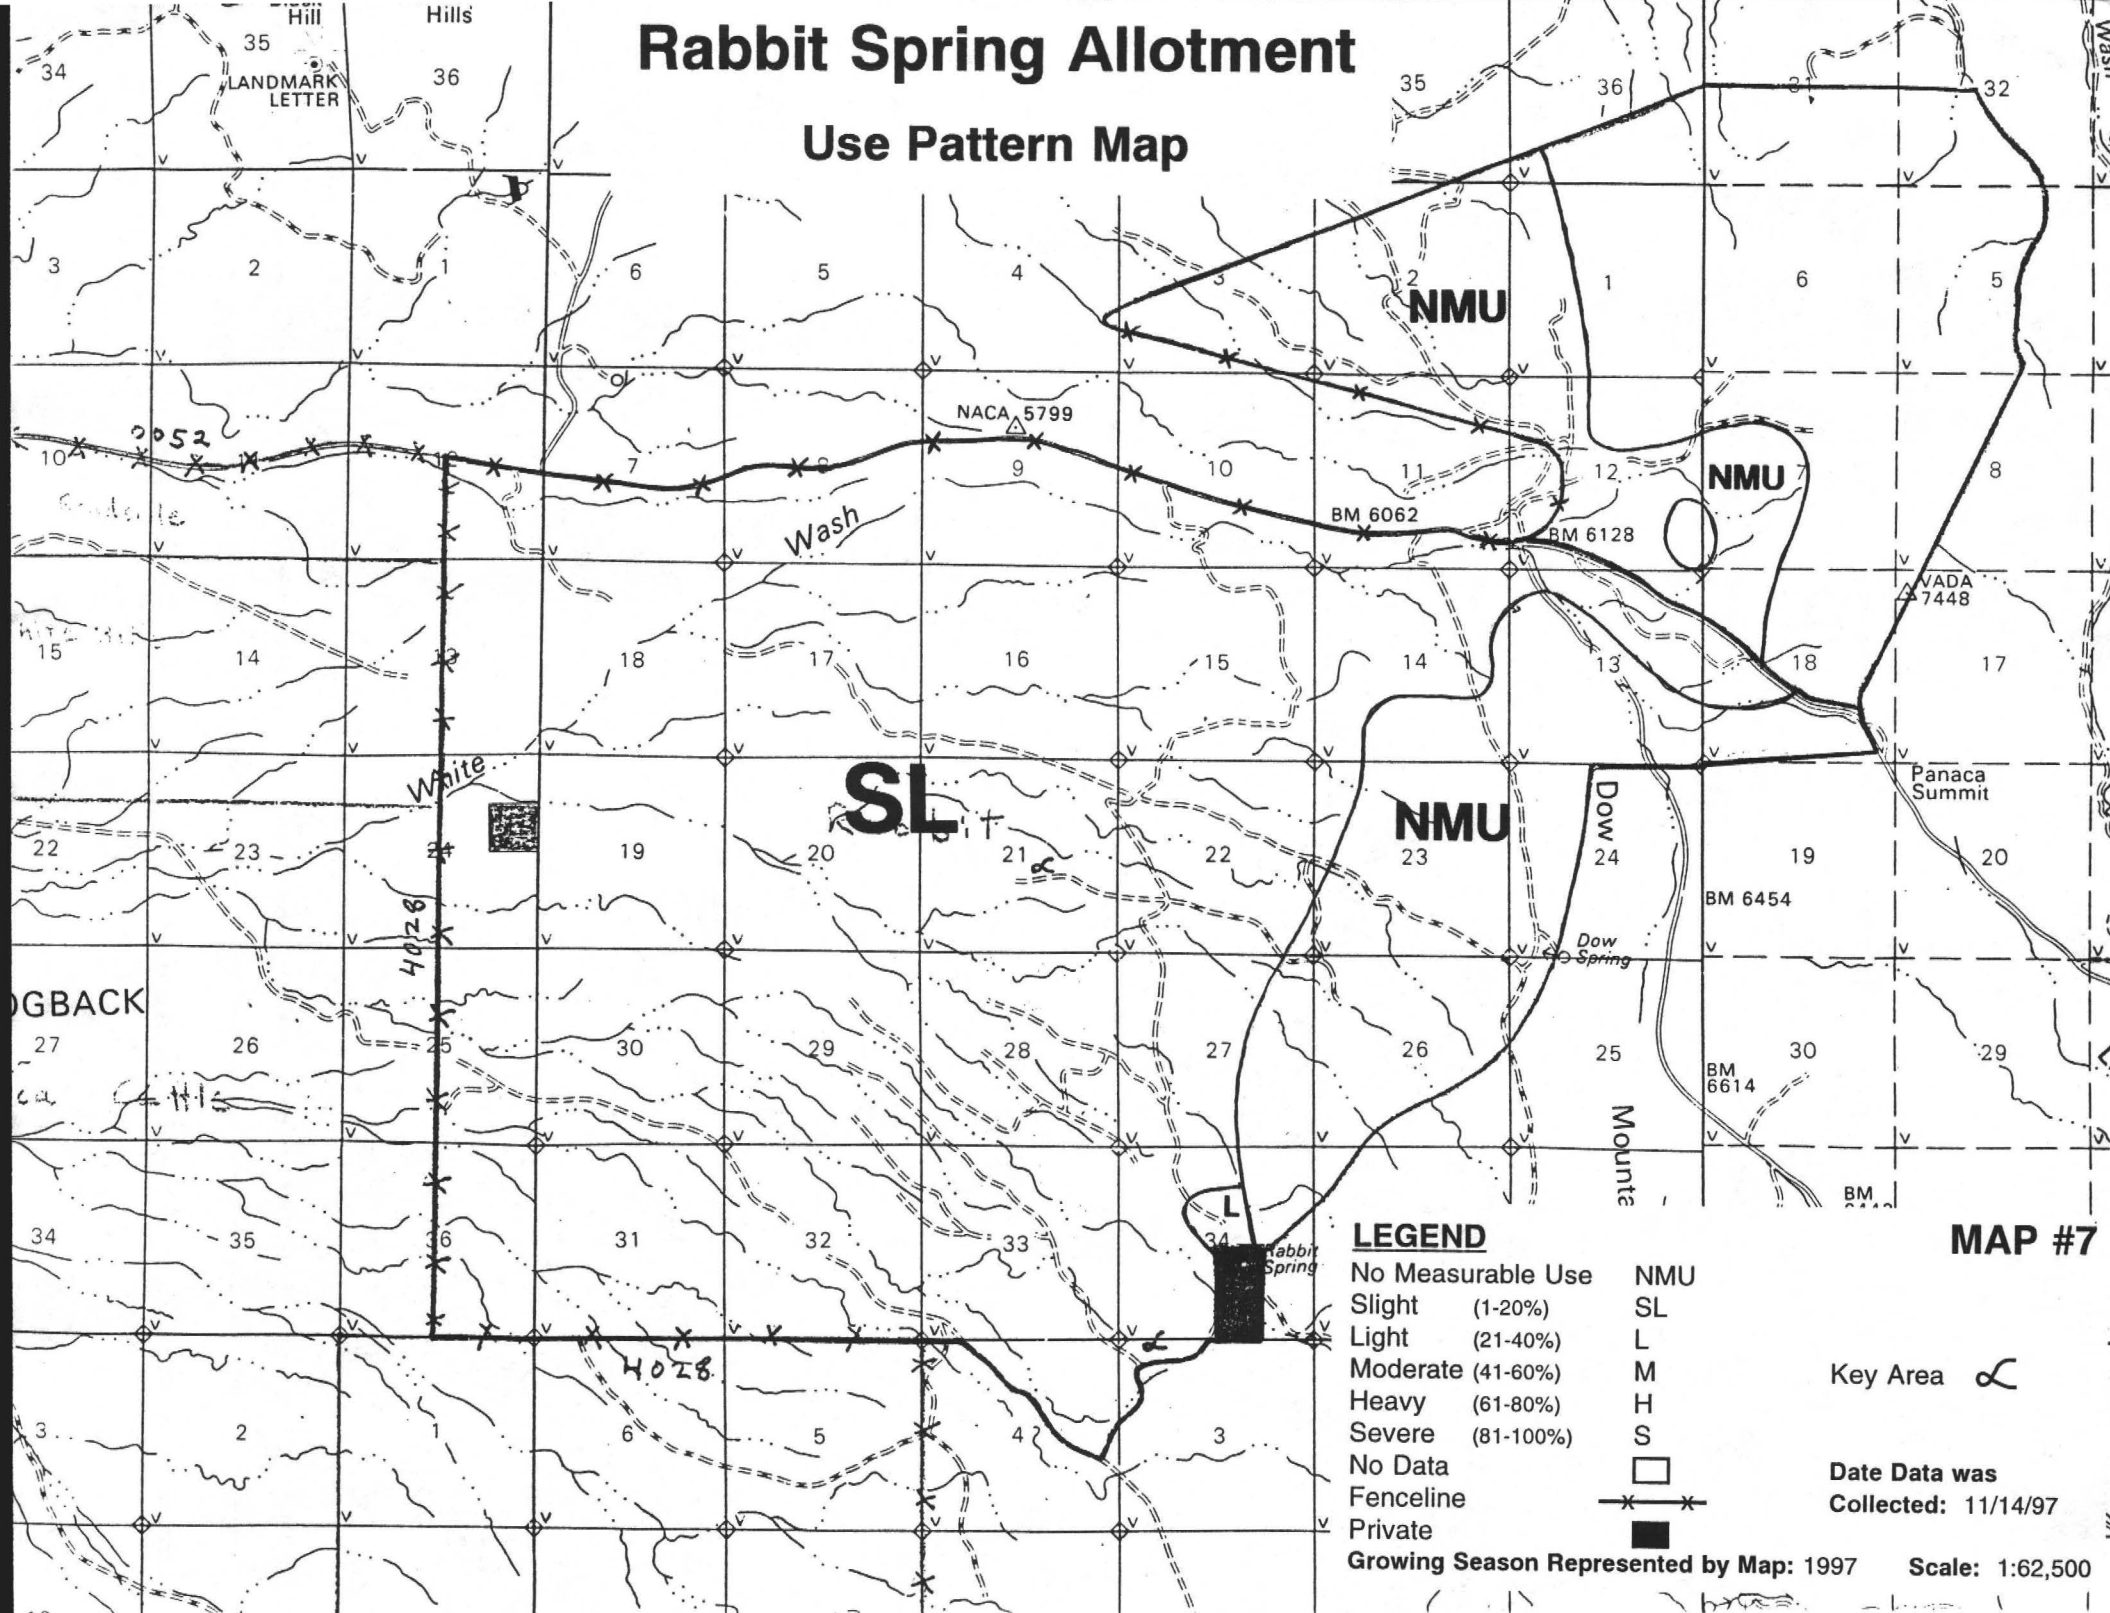 Rabbit Spring Allotment
Use Pattern Map
Hill
Hills
35
34
LANDMARK
LETTER
36
35
36
31
32
3
2
1
6
5
4
3
2
NMU
1
6
5
NACA 5799
0052
10
7
8
9
10
11
12
NMU
7
8
Wash
BM 6062
BM 6128
VADA
7448
15
14
13
18
17
16
15
14
13
18
17
White
SL
NMU
Dow
Panaca
Summit
22
23
24
19
20
21
22
23
24
19
20
BM 6454
4028
Dow
Spring
OGBACK
27
26
25
30
29
28
27
26
25
30
29
BM
6614
Mounta
BM
L
34
35
36
31
32
33
34
Rabbit
Spring
4028
3
2
1
6
5
4
3
MAP #7
LEGEND
No Measurable Use NMU
Slight (1-20%) SL
Light (21-40%) L
Moderate (41-60%) M
Heavy (61-80%) H
Severe (81-100%) S
No Data
Fenceline
Private
Key Area
Date Data was
Collected: 11/14/97
Growing Season Represented by Map: 1997 Scale: 1:62,500